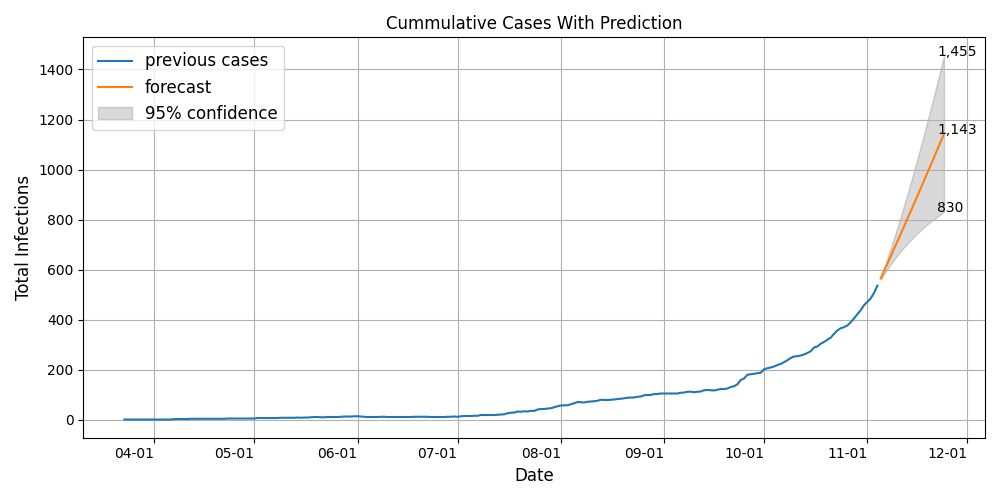 Cummulative Cases With Prediction
previous cases
forecast
95% confidence
1,455
1,143
830
1400
1200
1000
800
600
400
200
0
Total Infections
04-01 05-01 06-01 07-01 08-01 09-01 10-01 11-01 12-01
Date